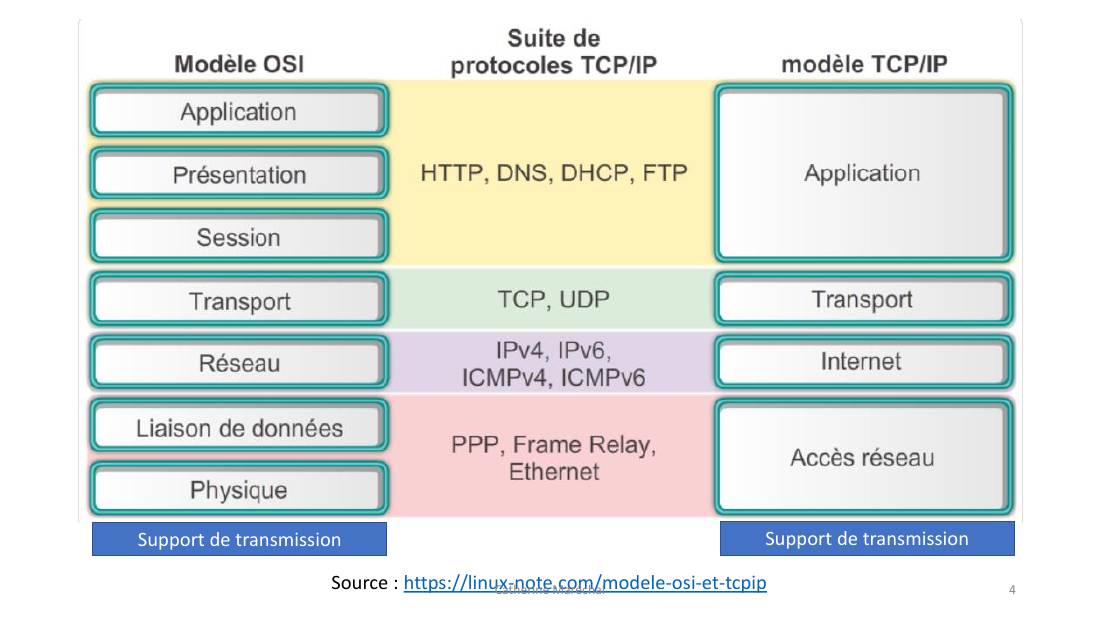 Modèle OSI
Suite de
protocoles TCP/IP
modèle TCP/IP
Application
Présentation
Session
Transport
Réseau
Liaison de données
Physique
Support de transmission
HTTP, DNS, DHCP, FTP
TCP, UDP
IPv4, IPv6,
ICMPv4, ICMPv6
PPP, Frame Relay,
Ethernet
Application
Transport
Internet
Accès réseau
Support de transmission
Source : https://linux-note.com/modele-osi-et-tcpip
Catherine Maréchal
4